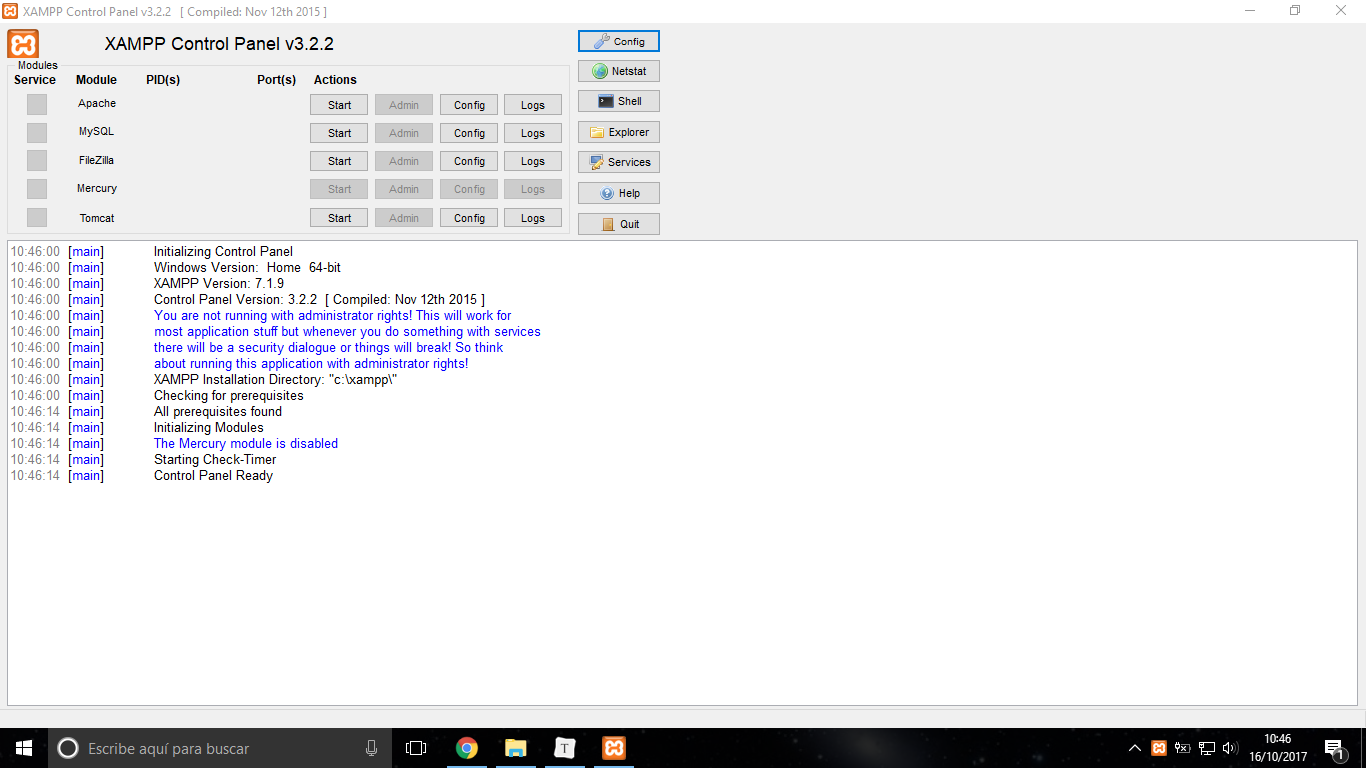 XAMPP Control Panel v3.2.2 [ Compiled: Nov 12th 2015 ]
XAMPP Control Panel v3.2.2
Config
Modules
Service Module PID(s) Port(s) Actions
Netstat
Apache Start Admin Config Logs
Shell
MySQL Start Admin Config Logs
Explorer
FileZilla Start Admin Config Logs
Services
Mercury Start Admin Config Logs
Help
Tomcat Start Admin Config Logs
Quit
10:46:00 [main] Initializing Control Panel
10:46:00 [main] Windows Version: Home 64-bit
10:46:00 [main] XAMPP Version: 7.1.9
10:46:00 [main] Control Panel Version: 3.2.2 [ Compiled: Nov 12th 2015 ]
10:46:00 [main] You are not running with administrator rights! This will work for
10:46:00 [main] most application stuff but whenever you do something with services
10:46:00 [main] there will be a security dialogue or things will break! So think
10:46:00 [main] about running this application with administrator rights!
10:46:00 [main] XAMPP Installation Directory: "c:\xampp\"
10:46:00 [main] Checking for prerequisites
10:46:14 [main] All prerequisites found
10:46:14 [main] Initializing Modules
10:46:14 [main] The Mercury module is disabled
10:46:14 [main] Starting Check-Timer
10:46:14 [main] Control Panel Ready
Escribe aquí para buscar
T
10:46
16/10/2017
1